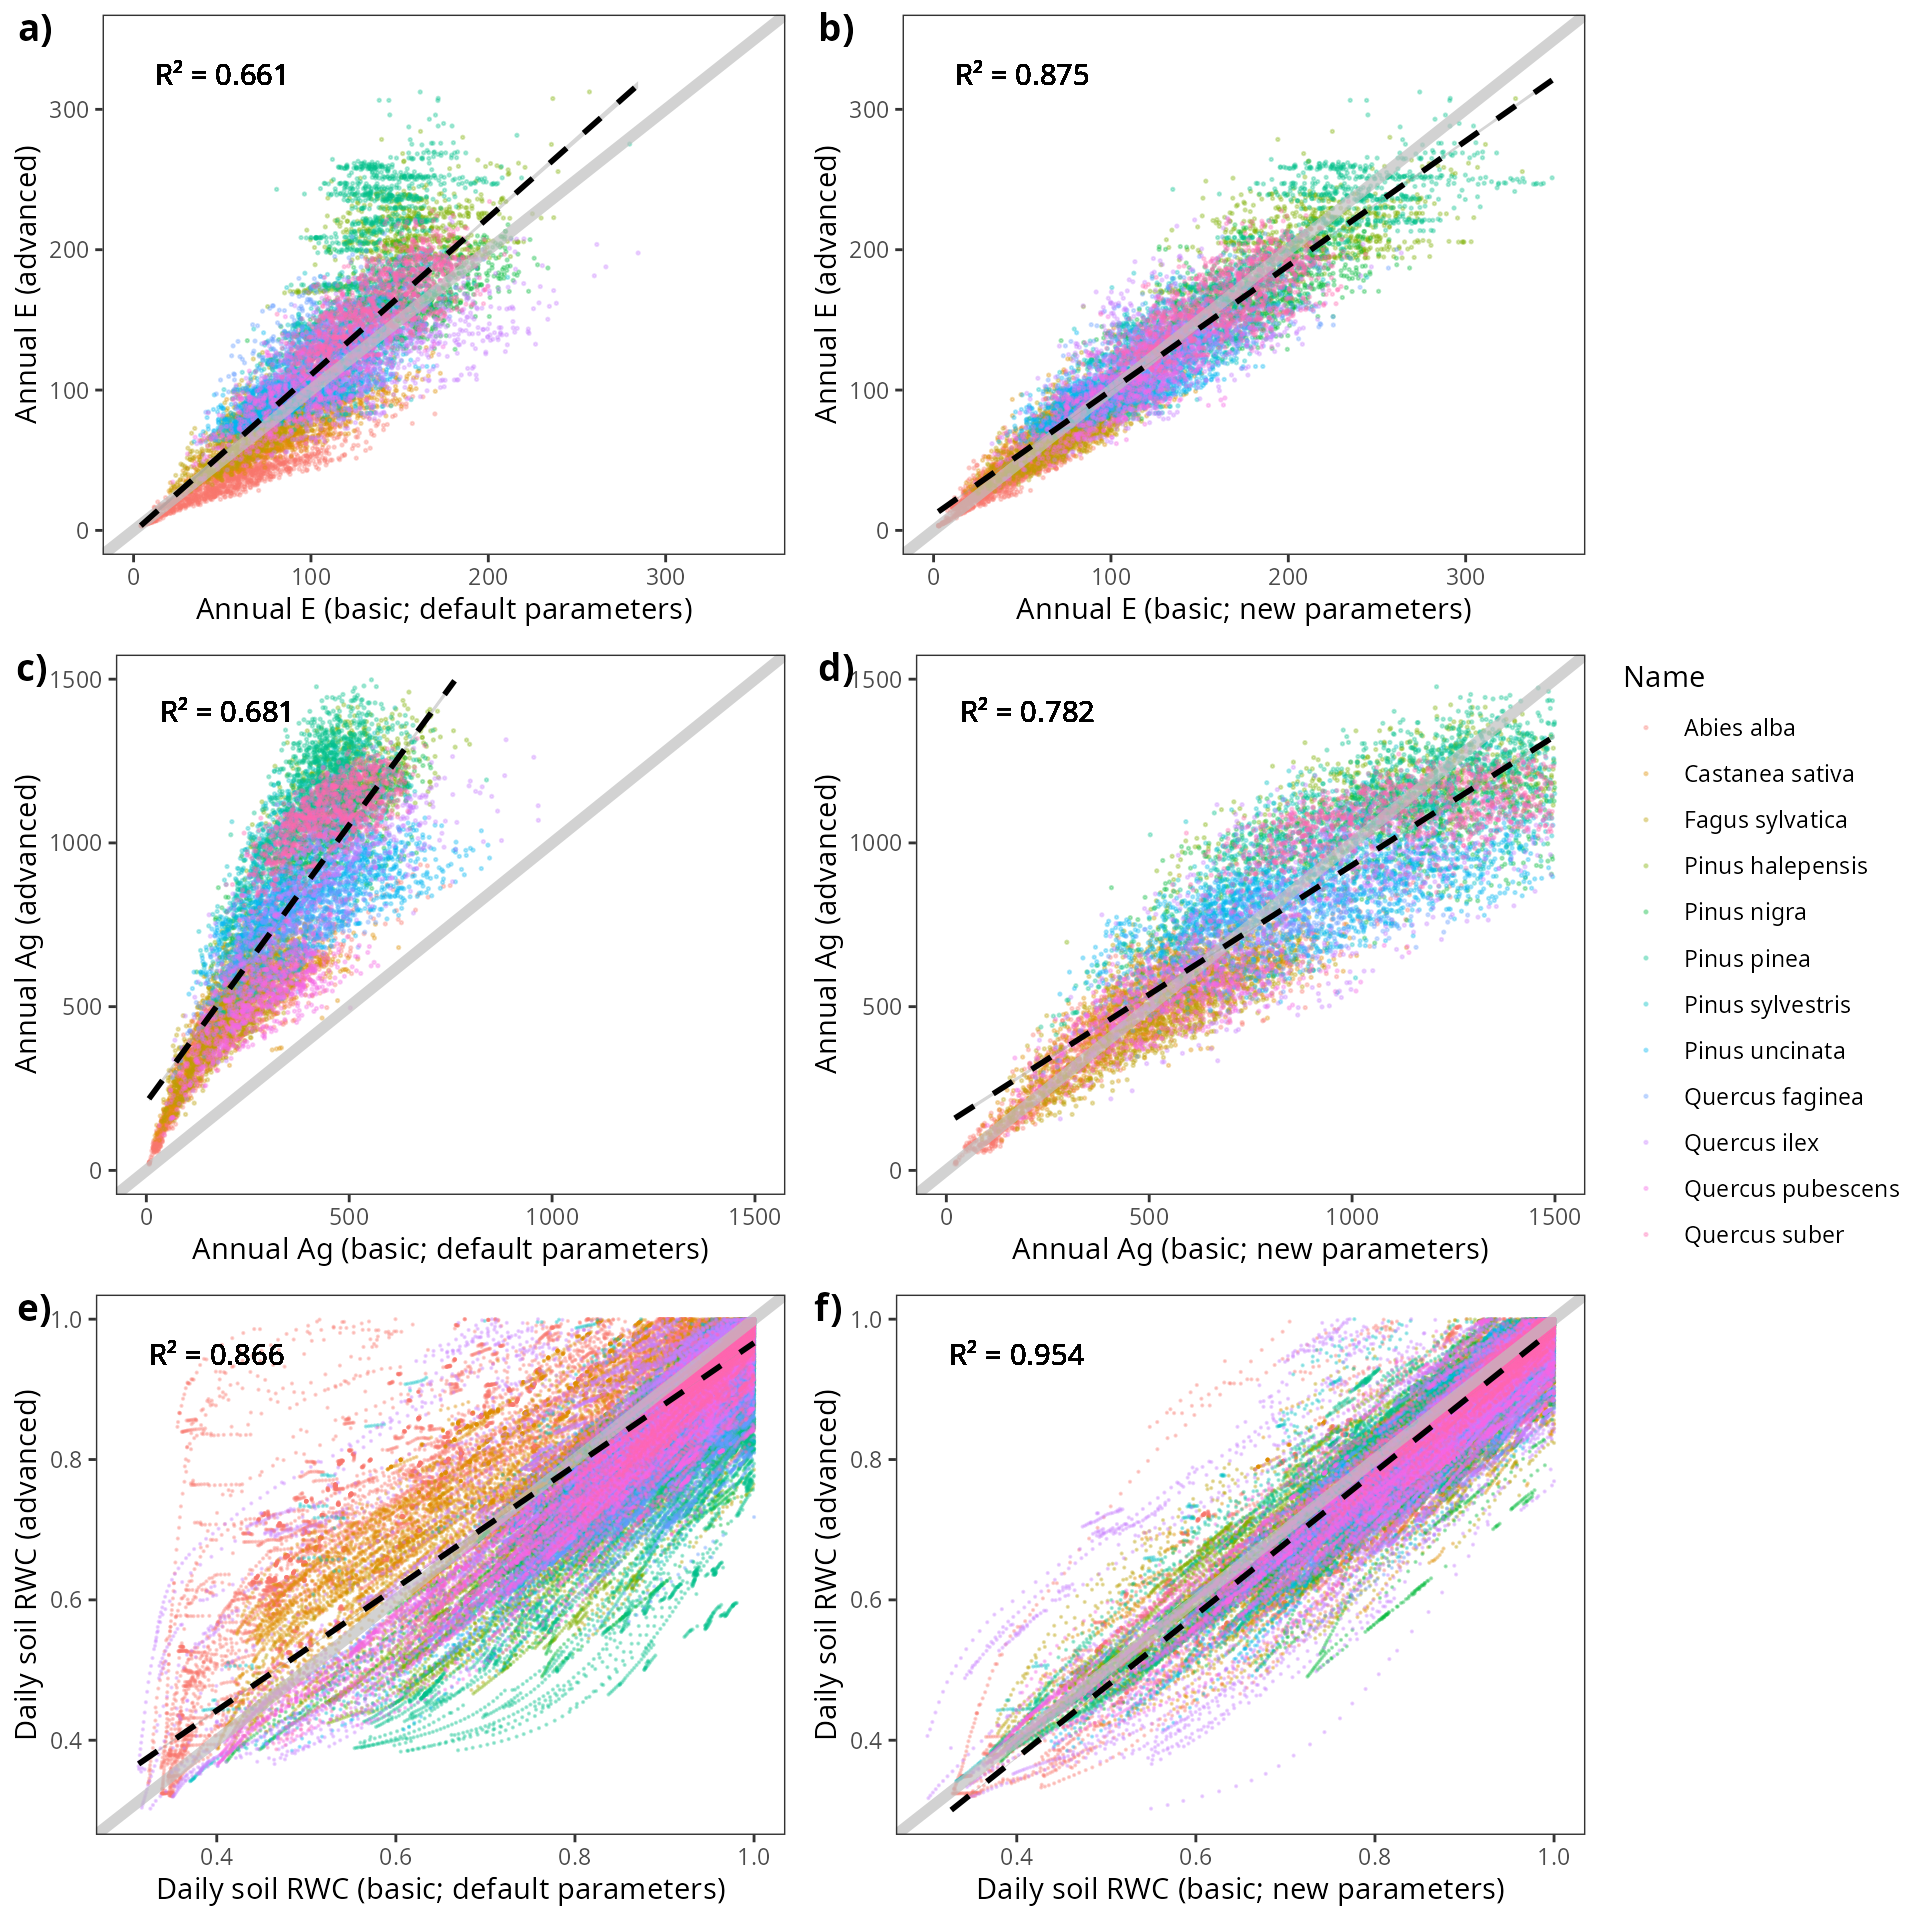 a)
R² = 0.661
300
200
100
0
0
100
200
300
Annual E (advanced)
Annual E (basic; default parameters)
b)
R² = 0.875
300
200
100
0
0
100
200
300
Annual E (advanced)
Annual E (basic; new parameters)
c)
R² = 0.681
1500
1000
500
0
0
500
1000
1500
Annual Ag (advanced)
Annual Ag (basic; default parameters)
d)
R² = 0.782
1500
1000
500
0
0
500
1000
1500
Annual Ag (advanced)
Annual Ag (basic; new parameters)
Name
Abies alba
Castanea sativa
Fagus sylvatica
Pinus halepensis
Pinus nigra
Pinus pinea
Pinus sylvestris
Pinus uncinata
Quercus faginea
Quercus ilex
Quercus pubescens
Quercus suber
e)
R² = 0.866
1.0
0.8
0.6
0.4
0.4
0.6
0.8
1.0
Daily soil RWC (advanced)
Daily soil RWC (basic; default parameters)
f)
R² = 0.954
1.0
0.8
0.6
0.4
0.4
0.6
0.8
1.0
Daily soil RWC (advanced)
Daily soil RWC (basic; new parameters)